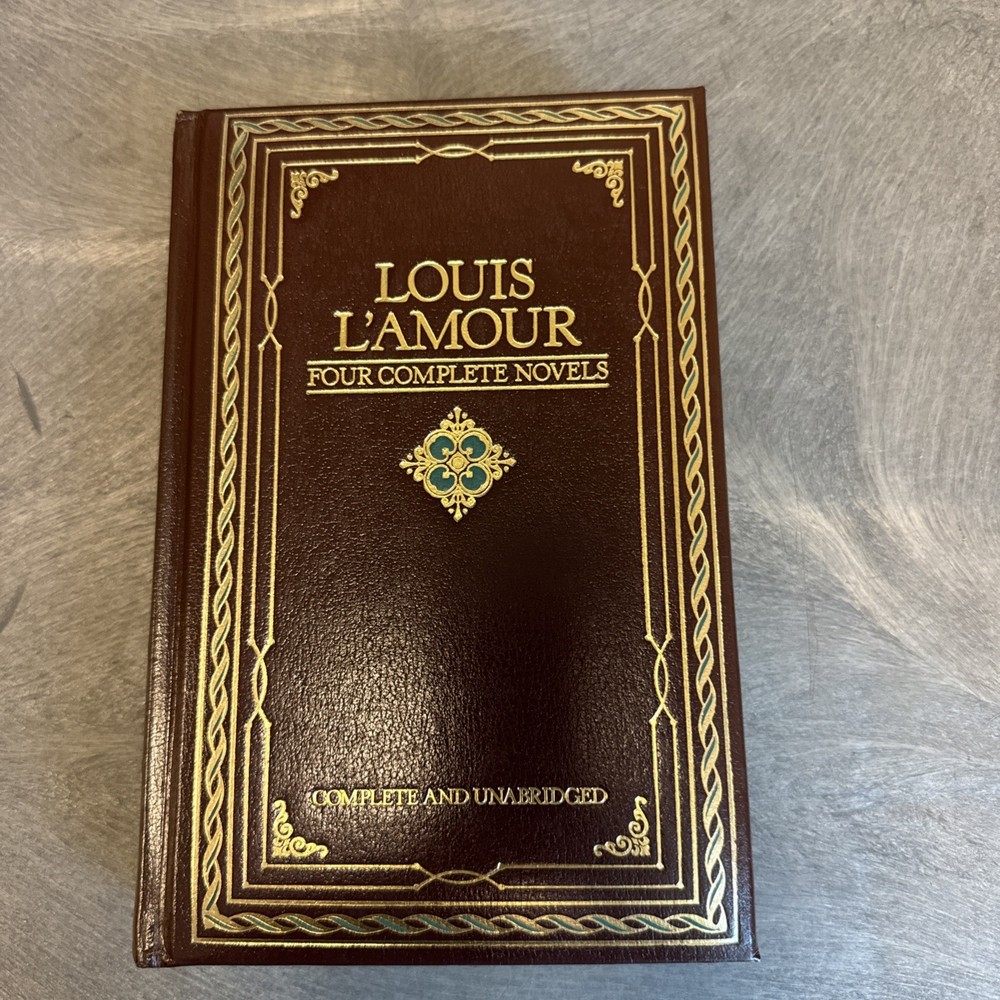 LOUIS
L'AMOUR
FOUR COMPLETE NOVELS
COMPLETE AND UNABRIDGED